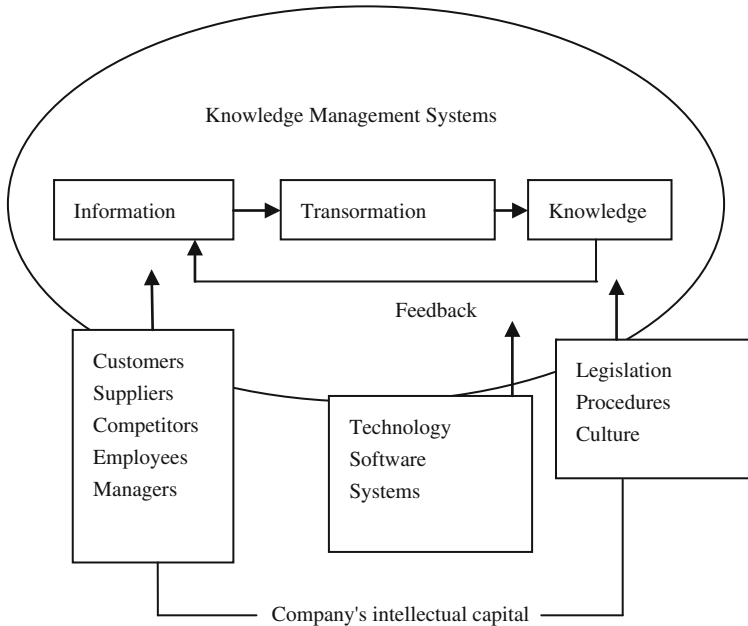 Knowledge Management Systems
Information
Transormation
Knowledge
Feedback
Customers
Suppliers
Competitors
Employees
Managers
Technology
Software
Systems
Legislation
Procedures
Culture
Company's intellectual capital